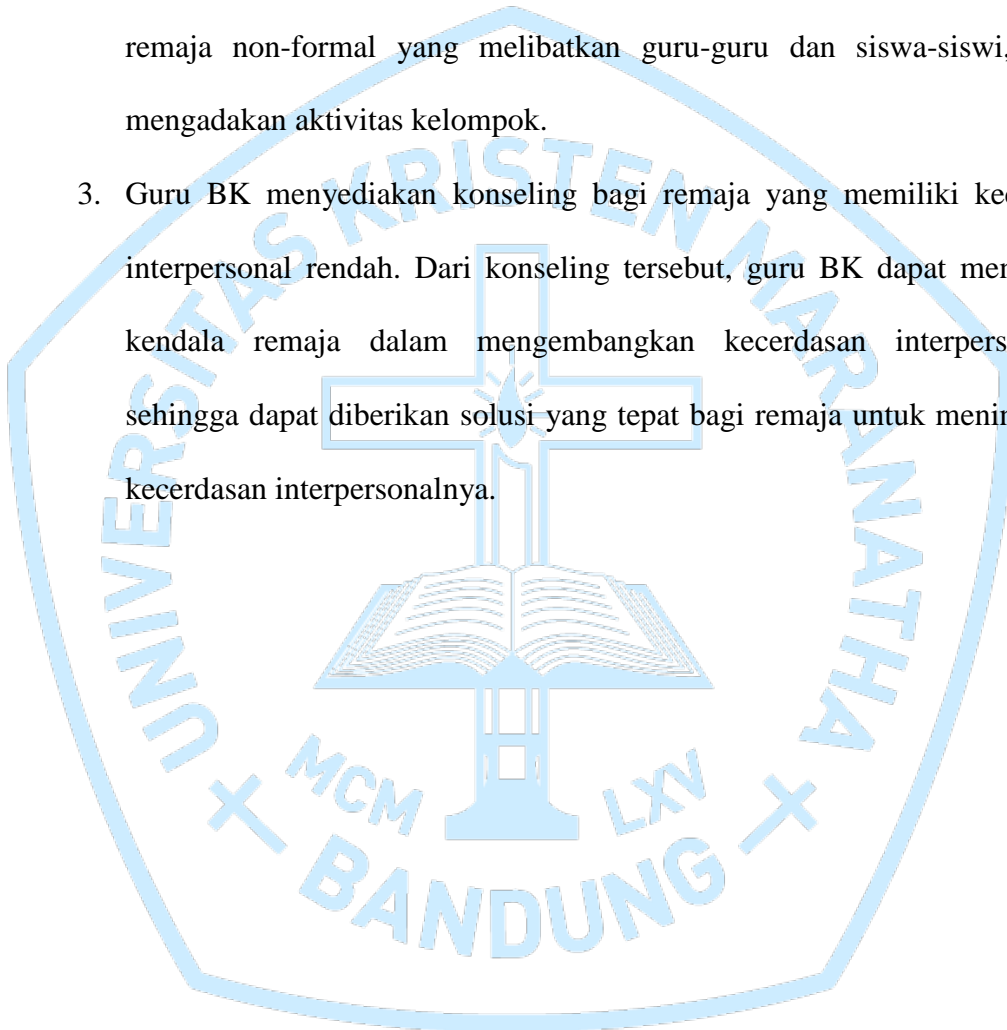 remaja non-formal yang melibatkan guru-guru dan siswa-siswi,
mengadakan aktivitas kelompok.
3. Guru BK menyediakan konseling bagi remaja yang memiliki kec
interpersonal rendah. Dari konseling tersebut, guru BK dapat mer
kendala remaja dalam mengembangkan kecerdasan interpers
sehingga dapat diberikan solusi yang tepat bagi remaja untuk menin
kecerdasan interpersonalnya.
UNIVERSITAS KRISTEN MARANATHA
MCM LXV
BANDUNG